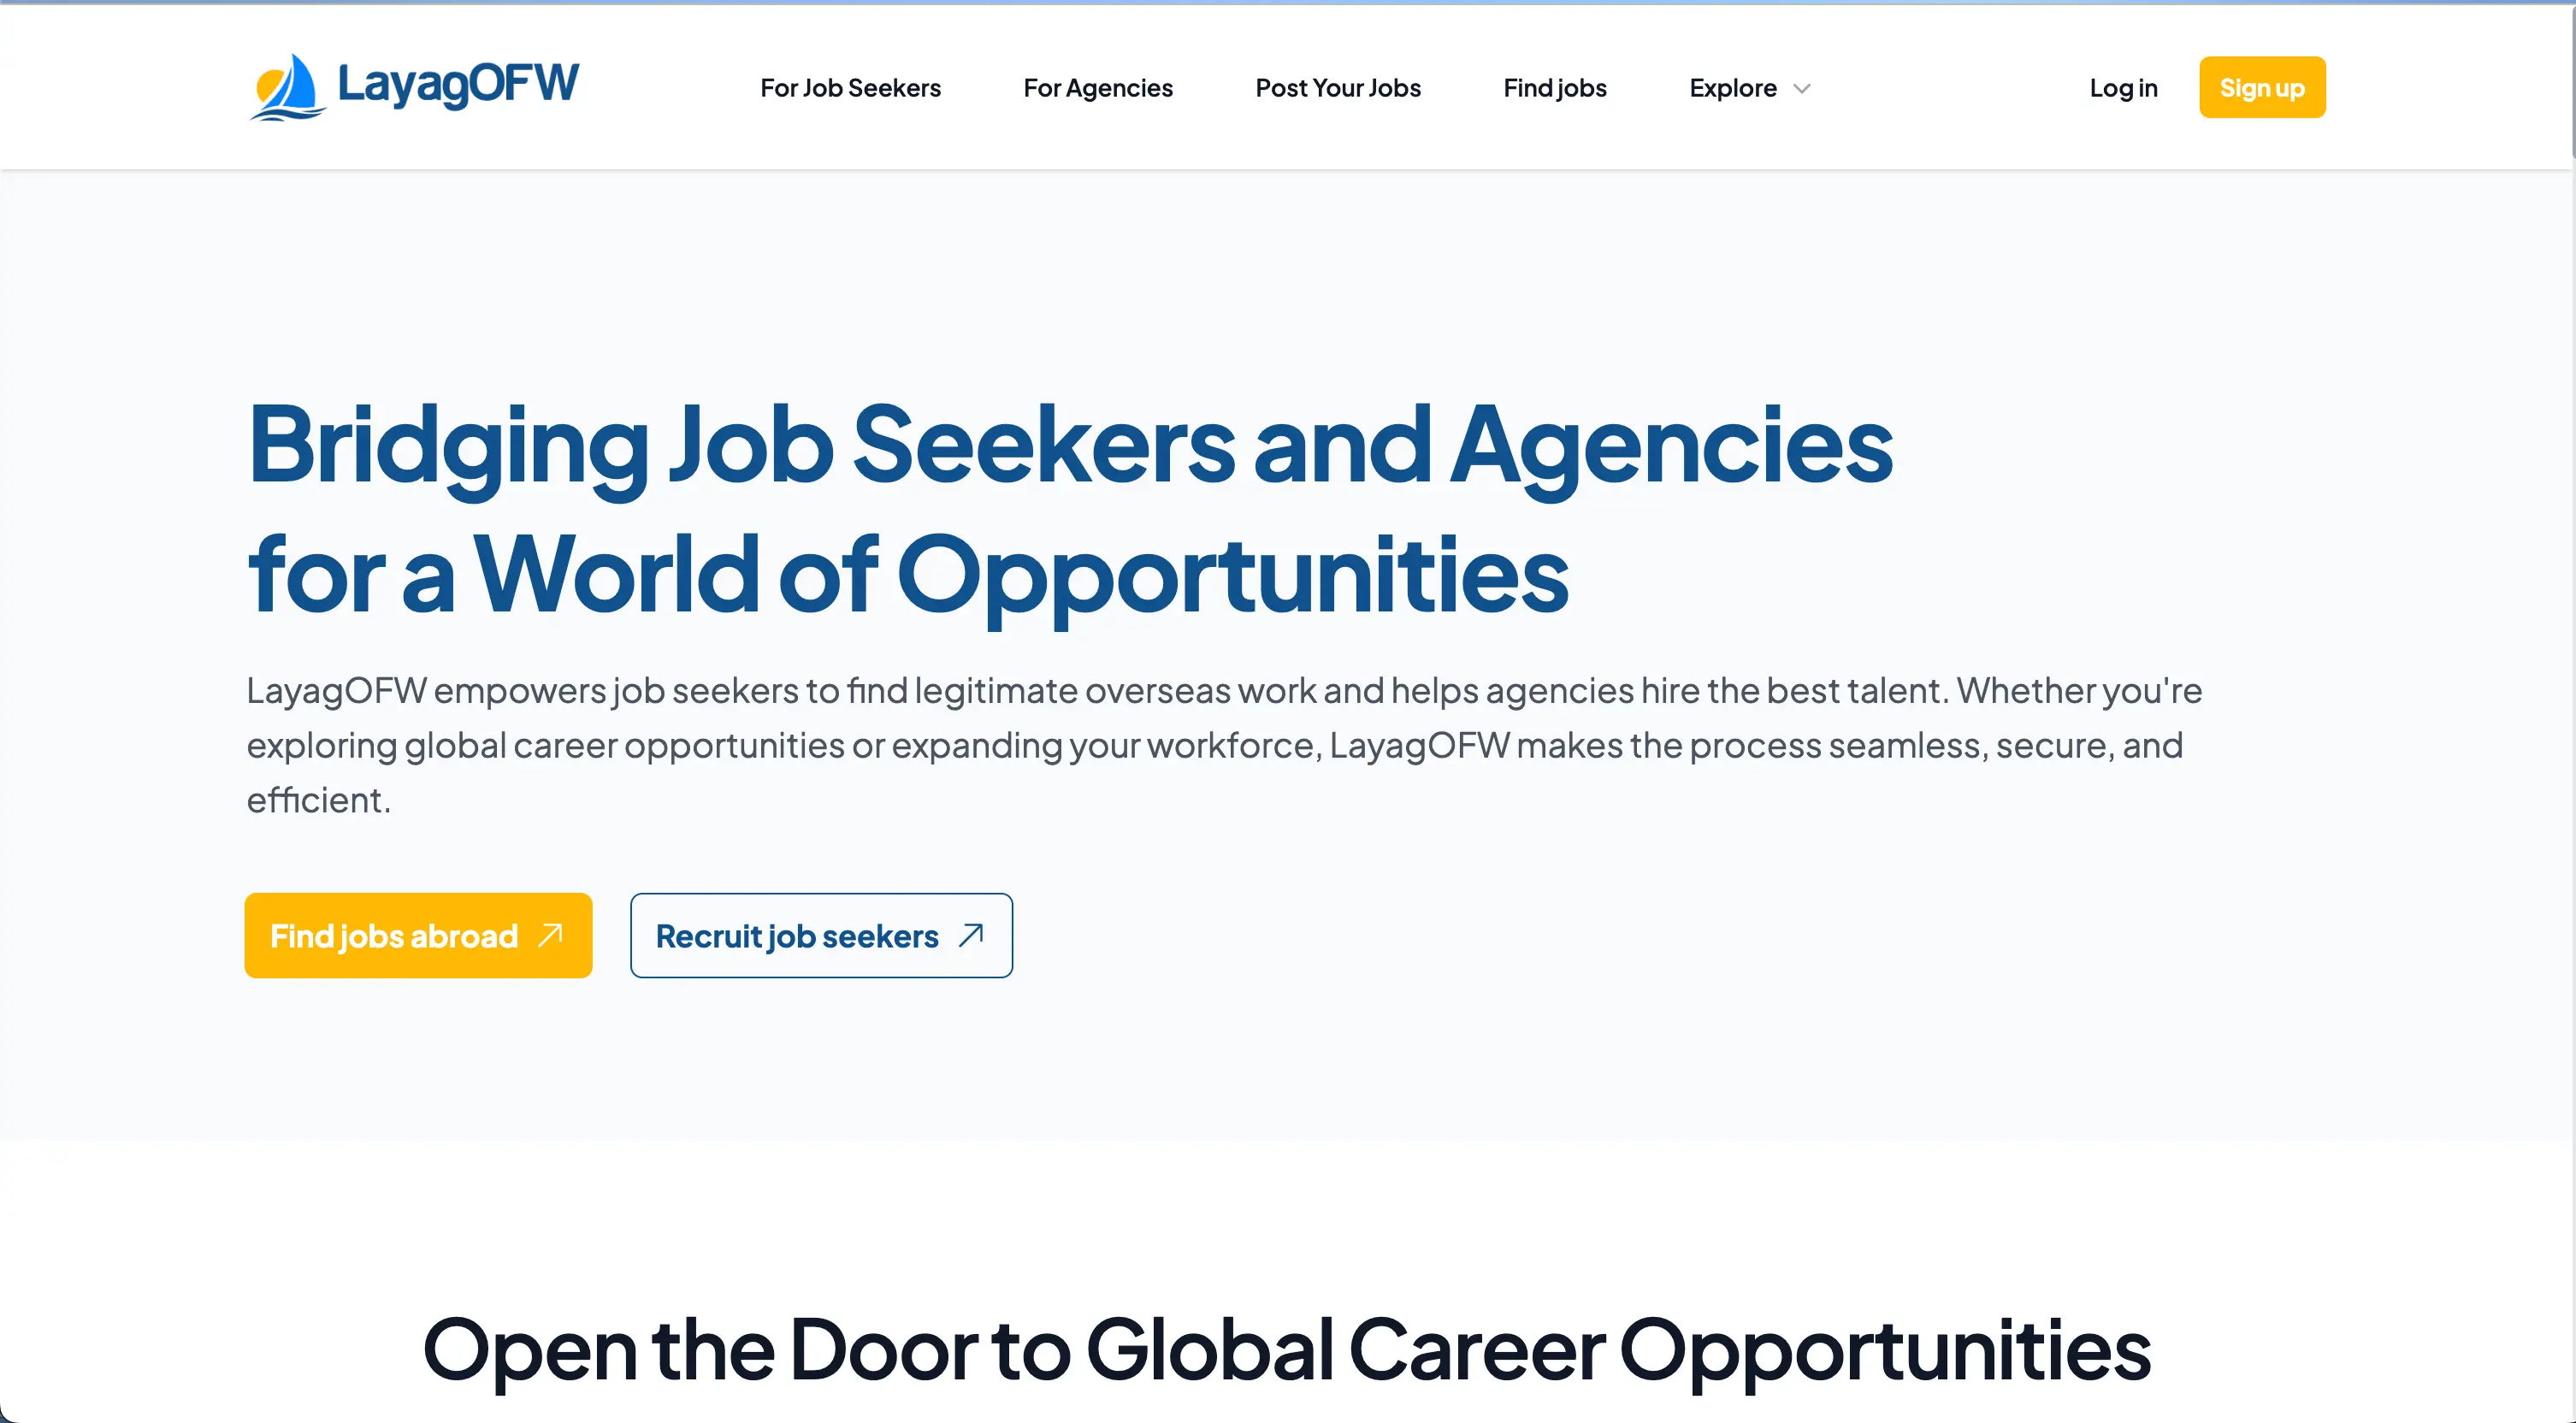 LayagOFW
For Job Seekers
For Agencies
Post Your Jobs
Find jobs
Explore
Log in
Sign up
Bridging Job Seekers and Agencies
for a World of Opportunities
LayagOFW empowers job seekers to find legitimate overseas work and helps agencies hire the best talent. Whether you're
exploring global career opportunities or expanding your workforce, LayagOFW makes the process seamless, secure, and
efficient.
Find jobs abroad
Recruit job seekers
Open the Door to Global Career Opportunities